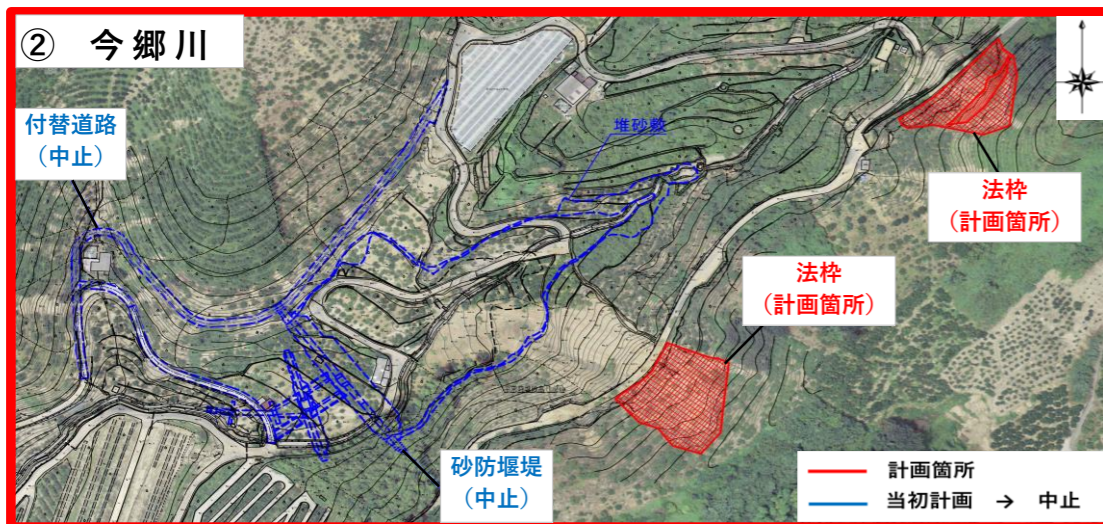 ② 今郷川
付替道路
（中止）
堆砂敷
法枠
（計画箇所）
法枠
（計画箇所）
砂防堰堤
（中止）
計画箇所
当初計画 → 中止